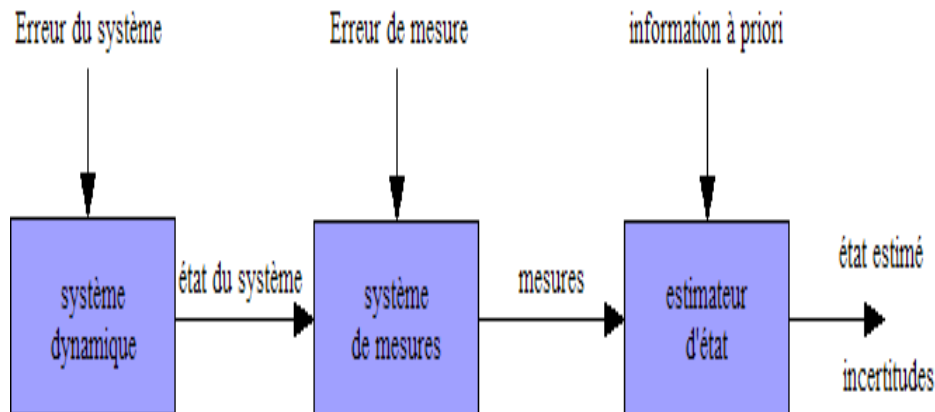 Erreur du système
Erreur de mesure
information à priori
système
dynamique
état du système
système
de mesures
mesures
estimateur
d'état
état estimé
incertitudes